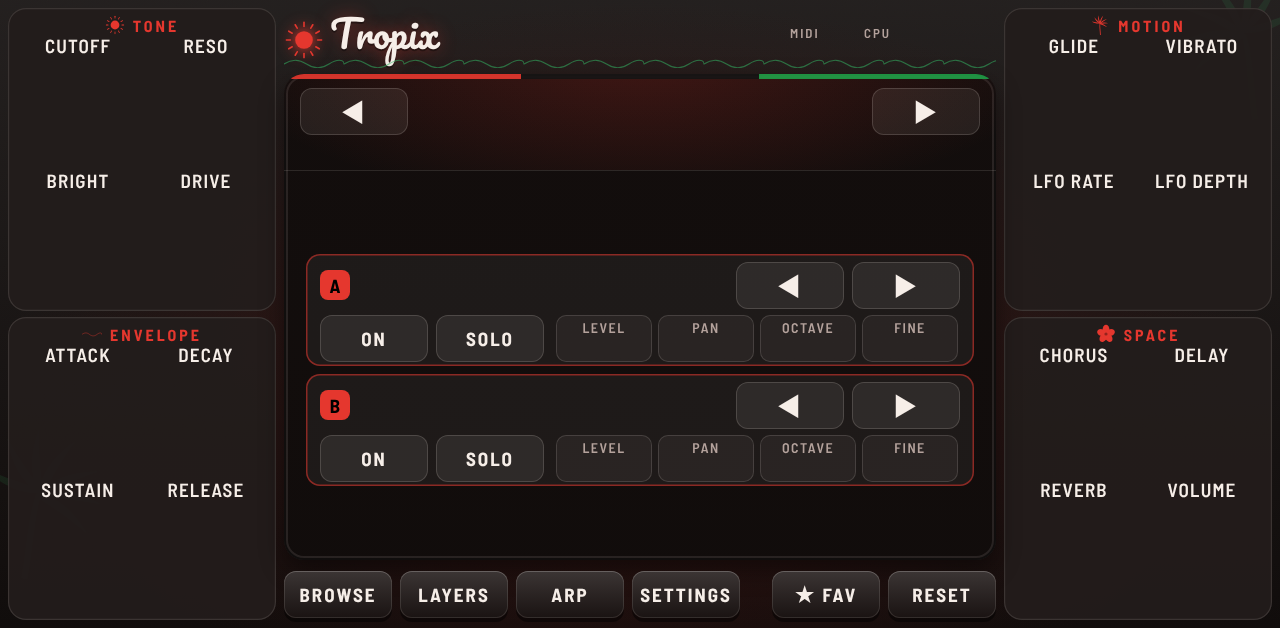 TONE
CUTOFF RESO
BRIGHT DRIVE
ENVELOPE
ATTACK DECAY
SUSTAIN RELEASE
Tropix
MIDI CPU
A
ON SOLO LEVEL PAN OCTAVE FINE
B
ON SOLO LEVEL PAN OCTAVE FINE
BROWSE LAYERS ARP SETTINGS ★ FAV RESET
MOTION
GLIDE VIBRATO
LFO RATE LFO DEPTH
SPACE
CHORUS DELAY
REVERB VOLUME